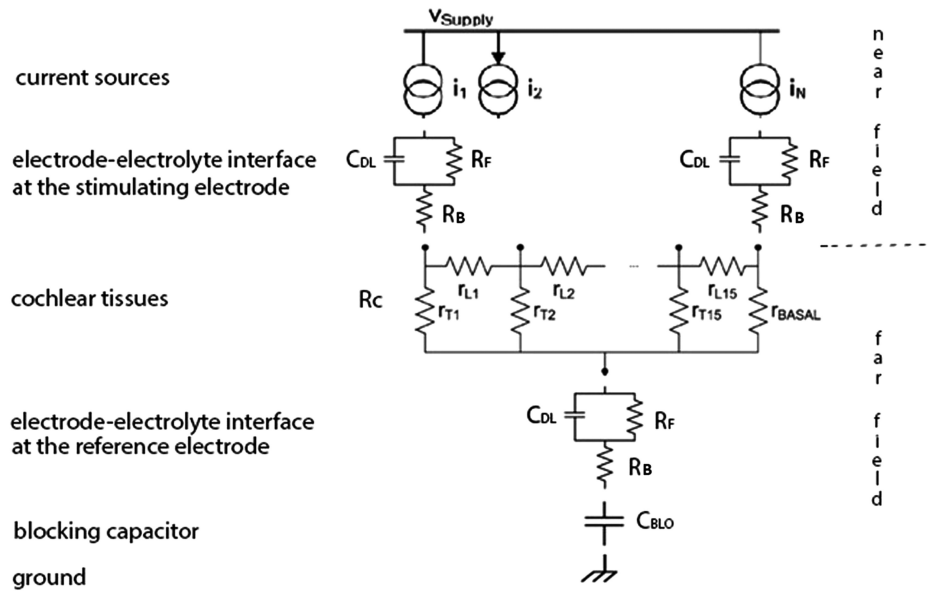 VSupply
current sources
i1
i2
iN
near field
electrode-electrolyte interface
at the stimulating electrode
CDL
RF
RB
CDL
RF
RB
cochlear tissues
Rc
rL1
rL2
...
rL15
rT1
rT2
rT15
rBASAL
far field
electrode-electrolyte interface
at the reference electrode
CDL
RF
RB
blocking capacitor
CBLO
ground